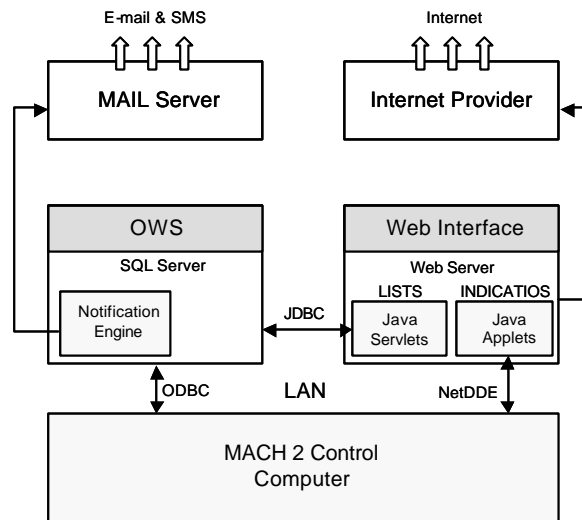 E-mail & SMS
Internet
MAIL Server
Internet Provider
OWS
SQL Server
Notification
Engine
JDBC
Web Interface
Web Server
LISTS
INDICATIOS
Java
Servlets
Java
Applets
ODBC
LAN
NetDDE
MACH 2 Control
Computer